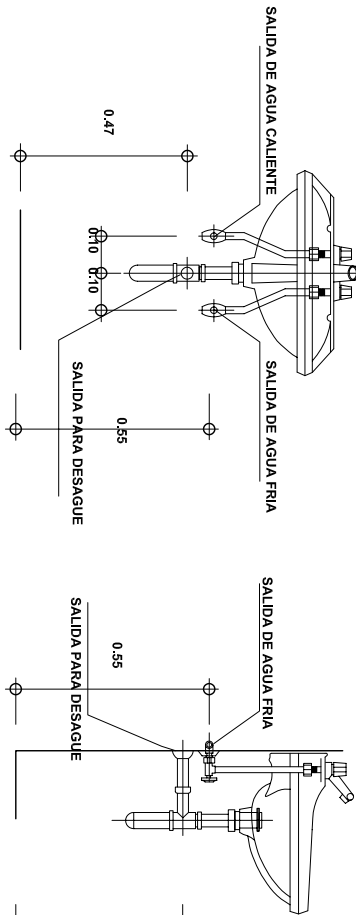 SALIDA DE AGUA CALIENTE
0.47
0.10
0.10
SALIDA DE AGUA FRIA
0.55
SALIDA PARA DESAGUE
SALIDA DE AGUA FRIA
0.55
SALIDA PARA DESAGUE